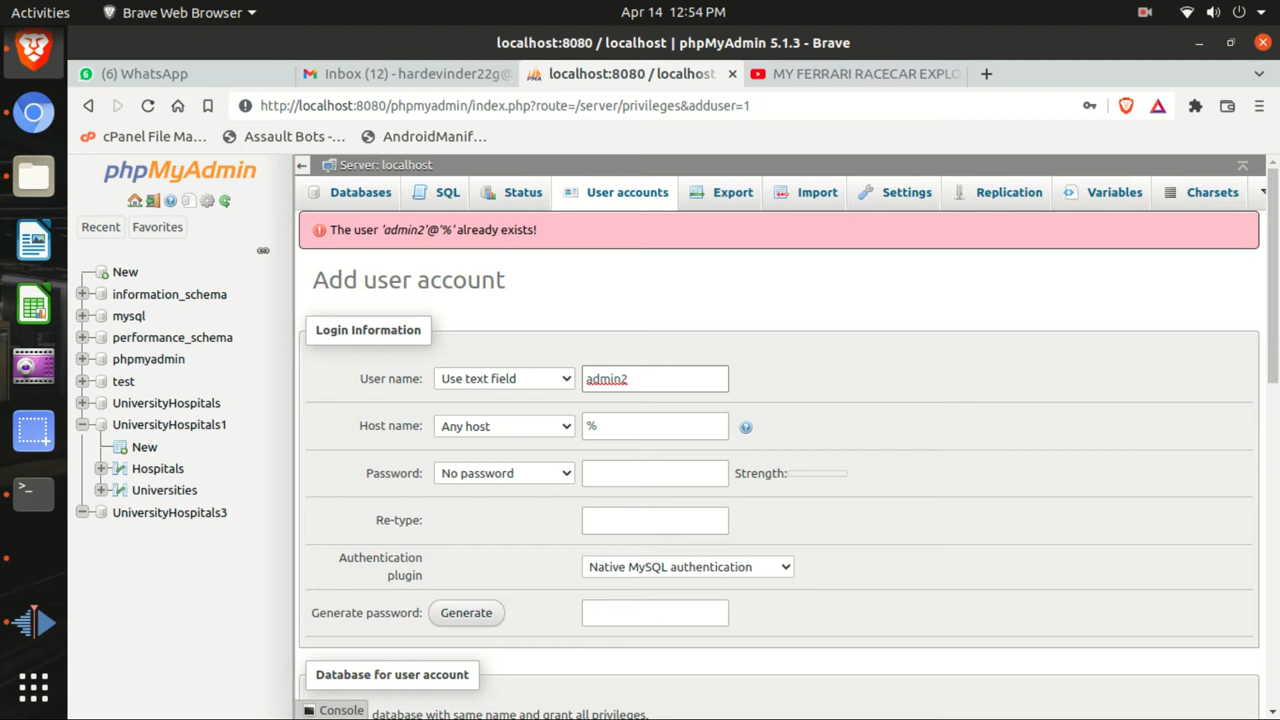 Activities
Brave Web Browser
Apr 14 12:54 PM
localhost:8080 / localhost | phpMyAdmin 5.1.3 - Brave
(6) WhatsApp
Inbox (12) - hardevinder22g@
localhost:8080 / localhost
MY FERRARI RACECAR EXPLO
http://localhost:8080/phpmyadmin/index.php?route=/server/privileges&adduser=1
cPanel File Ma...
Assault Bots -...
AndroidManif...
phpMyAdmin
Recent
Favorites
New
information_schema
mysql
performance_schema
phpmyadmin
test
UniversityHospitals
UniversityHospitals1
New
Hospitals
Universities
UniversityHospitals3
Server: localhost
Databases
SQL
Status
User accounts
Export
Import
Settings
Replication
Variables
Charsets
The user 'admin2'@'%' already exists!
Add user account
Login Information
User name: Use text field admin2
Host name: Any host %
Password: No password Strength:
Re-type:
Authentication
plugin
Native MySQL authentication
Generate password: Generate
Database for user account
Console
database with same name and grant all privileges.